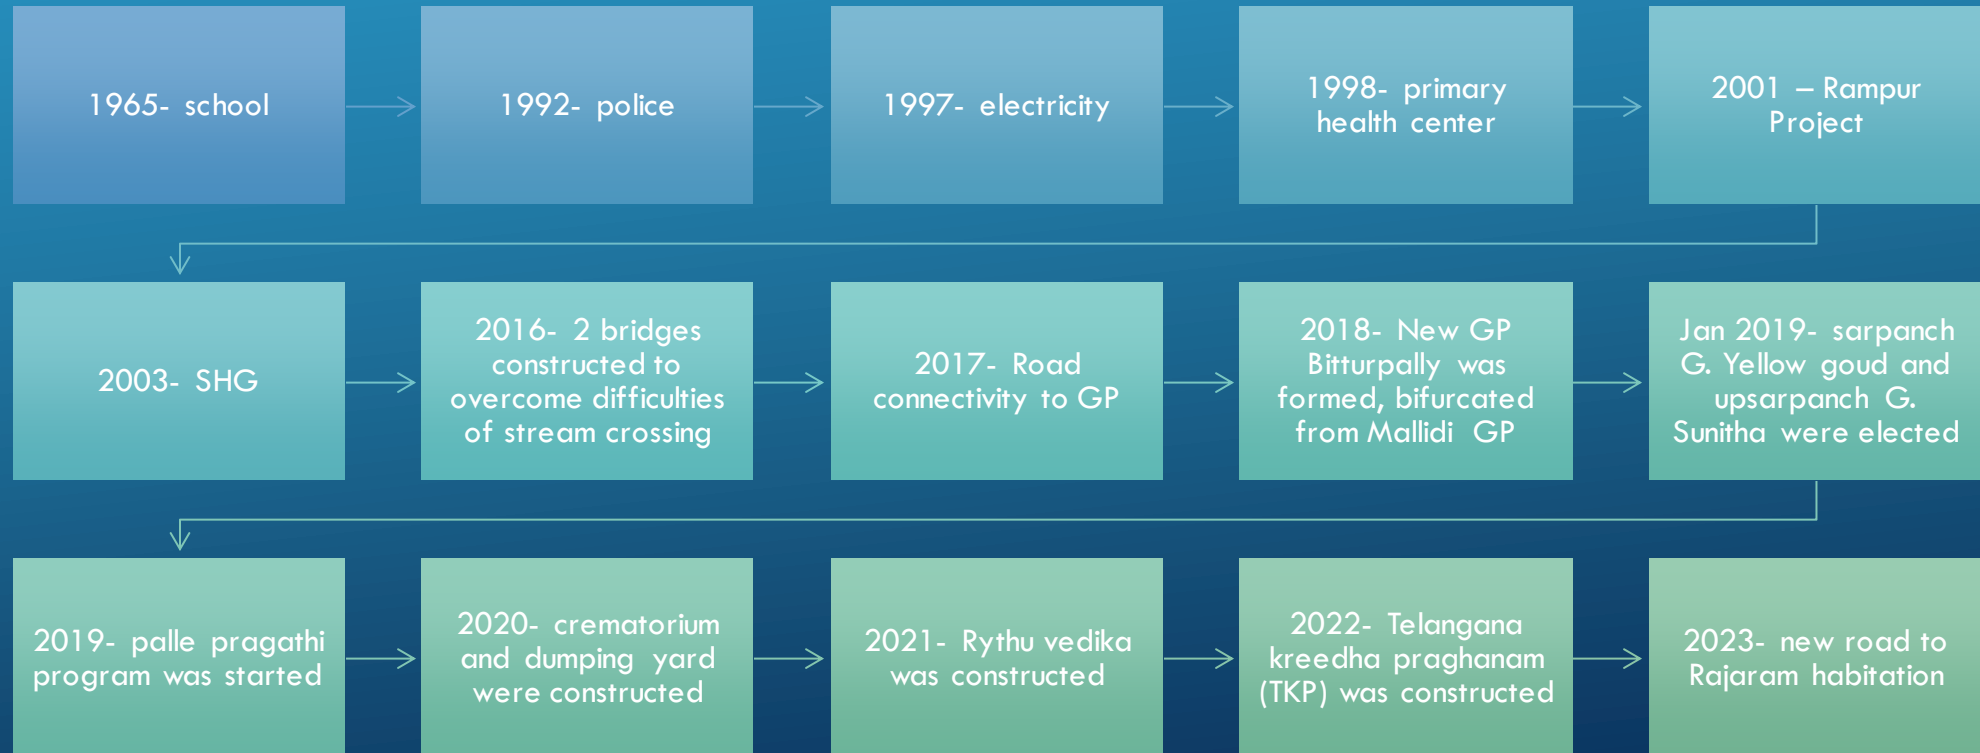 1965- school
1992- police
1997- electricity
1998- primary
health center
2001 – Rampur
Project
2003- SHG
2016- 2 bridges
constructed to
overcome difficulties
of stream crossing
2017- Road
connectivity to GP
2018- New GP
Bitturpally was
formed, bifurcated
from Mallidi GP
Jan 2019- sarpanch
G. Yellow goud and
upsarpanch G.
Sunitha were elected
2019- palle pragathi
program was started
2020- crematorium
and dumping yard
were constructed
2021- Rythu vedika
was constructed
2022- Telangana
kreedha praghanam
(TKP) was constructed
2023- new road to
Rajaram habitation